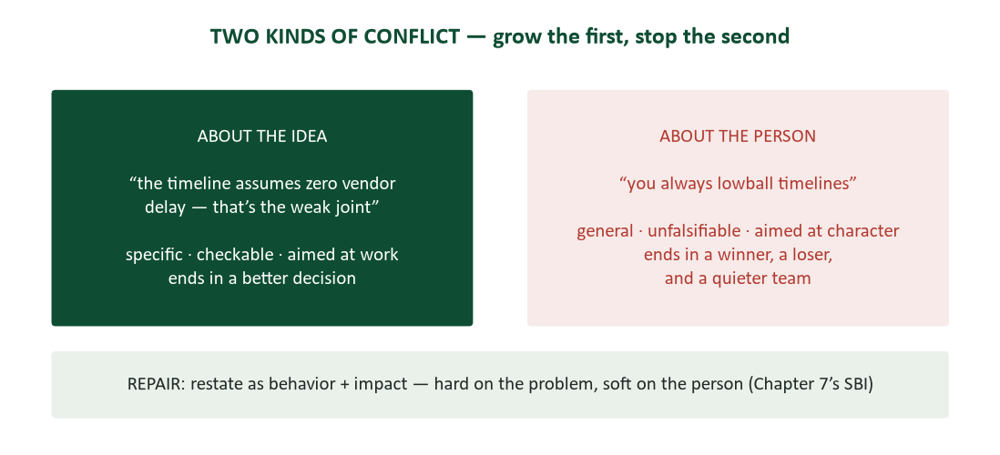 TWO KINDS OF CONFLICT — grow the first, stop the second
ABOUT THE IDEA
“the timeline assumes zero vendor
delay — that’s the weak joint”
specific · checkable · aimed at work
ends in a better decision
ABOUT THE PERSON
“you always lowball timelines”
general · unfalsifiable · aimed at character
ends in a winner, a loser,
and a quieter team
REPAIR: restate as behavior + impact — hard on the problem, soft on the person (Chapter 7’s SBI)